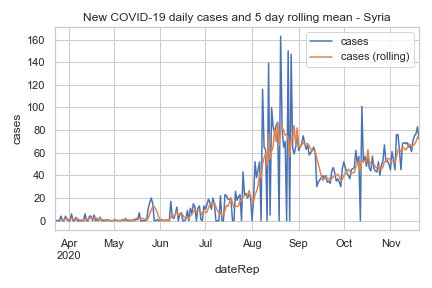 New COVID-19 daily cases and 5 day rolling mean - Syria
cases
cases (rolling)
cases
160
140
120
100
80
60
40
20
0
Apr May Jun Jul Aug Sep Oct Nov
2020
dateRep